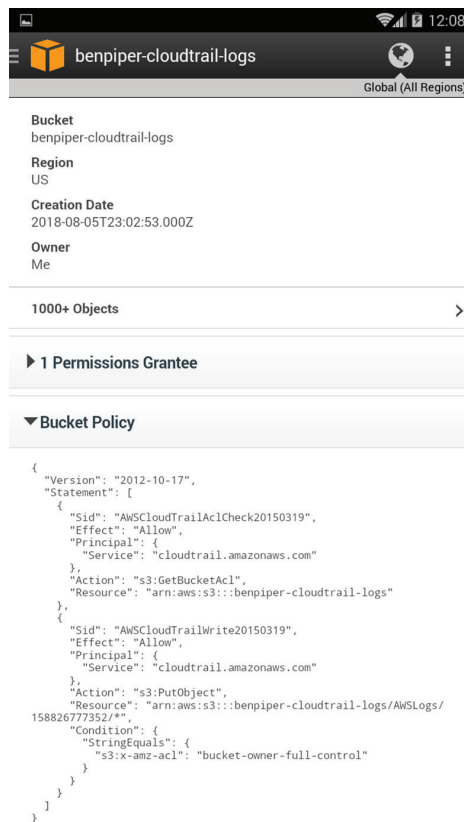 12:08
benpiper-cloudtrail-logs
Global (All Regions)
Bucket
benpiper-cloudtrail-logs
Region
US
Creation Date
2018-08-05T23:02:53.000Z
Owner
Me
1000+ Objects
1 Permissions Grantee
Bucket Policy
{
  "Version": "2012-10-17",
  "Statement": [
    {
      "Sid": "AWSCloudTrailAclCheck20150319",
      "Effect": "Allow",
      "Principal": {
        "Service": "cloudtrail.amazonaws.com"
      },
      "Action": "s3:GetBucketAcl",
      "Resource": "arn:aws:s3:::benpiper-cloudtrail-logs"
    },
    {
      "Sid": "AWSCloudTrailWrite20150319",
      "Effect": "Allow",
      "Principal": {
        "Service": "cloudtrail.amazonaws.com"
      },
      "Action": "s3:PutObject",
      "Resource": "arn:aws:s3:::benpiper-cloudtrail-logs/AWSLogs/
158826777352/*",
      "Condition": {
        "StringEquals": {
          "s3:x-amz-acl": "bucket-owner-full-control"
        }
      }
    }
  ]
}